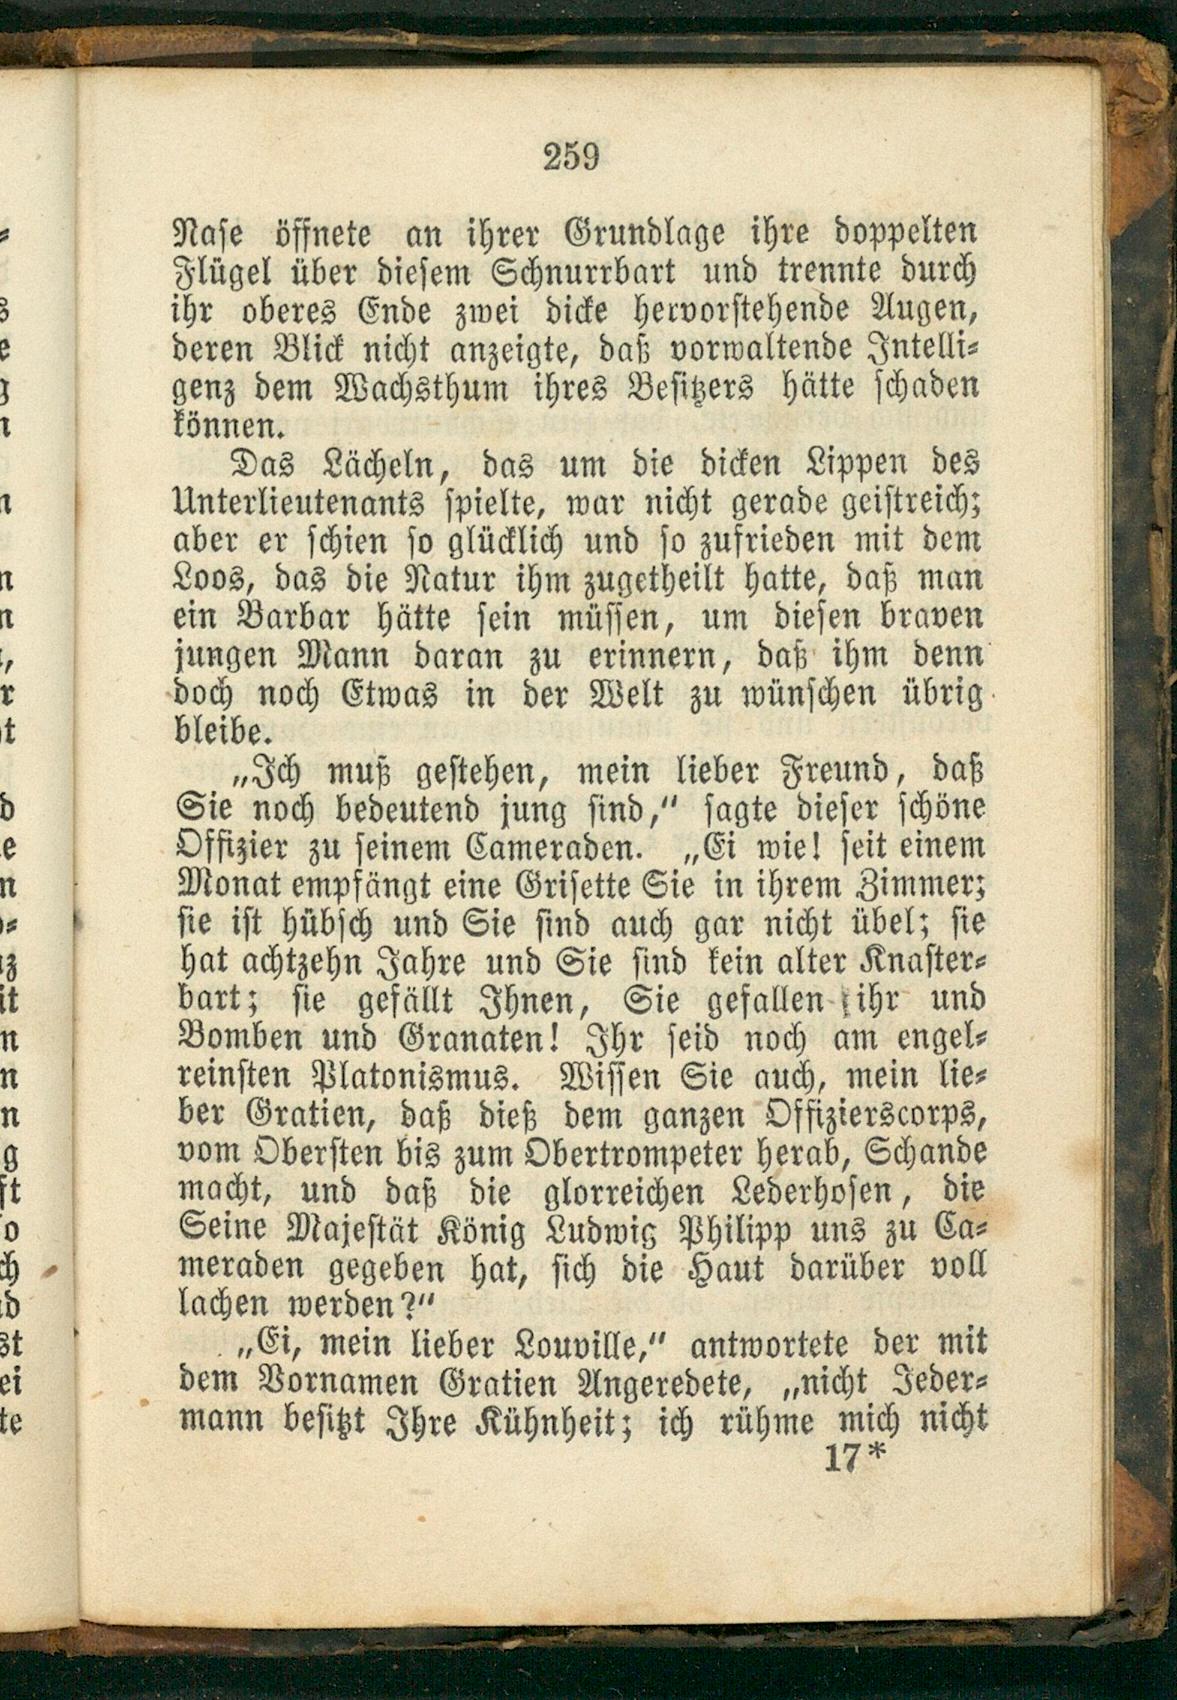 259
Nase öffnete an ihrer Grundlage ihre doppelten
Flügel über diesem Schnurrbart und trennte durch
ihr oberes Ende zwei dicke hervorstehende Augen,
deren Blick nicht anzeigte, daß vorwaltende Intelli-
genz dem Wachsthum ihres Besitzers hätte schaden
können.
Das Lächeln, das um die dicken Lippen des
Unterlieutenants spielte, war nicht gerade geistreich;
aber er schien so glücklich und so zufrieden mit dem
Loos, das die Natur ihm zugetheilt hatte, daß man
ein Barbar hätte sein müssen, um diesen braven
jungen Mann daran zu erinnern, daß ihm denn
doch noch Etwas in der Welt zu wünschen übrig
bleibe.
„Ich muß gestehen, mein lieber Freund, daß
Sie noch bedeutend jung sind,“ sagte dieser schöne
Offizier zu seinem Cameraden. „Ei wie! seit einem
Monat empfängt eine Grisette Sie in ihrem Zimmer;
sie ist hübsch und Sie sind auch gar nicht übel; sie
hat achtzehn Jahre und Sie sind kein alter Knaster-
bart; sie gefällt Ihnen, Sie gefallen ihr und
Bomben und Granaten! Ihr seid noch am engel-
reinsten Platonismus. Wissen Sie auch, mein lie-
ber Gratien, daß dieß dem ganzen Offizierscorps,
vom Obersten bis zum Obertrompeter herab, Schande
macht, und daß die glorreichen Lederhosen, die
Seine Majestät König Ludwig Philipp uns zu Ca-
meraden gegeben hat, sich die Haut darüber voll
lachen werden?“
„Ei, mein lieber Louville,“ antwortete der mit
dem Vornamen Gratien Angeredete, „nicht Jeder-
mann besitzt Ihre Kühnheit; ich rühme mich nicht
17*